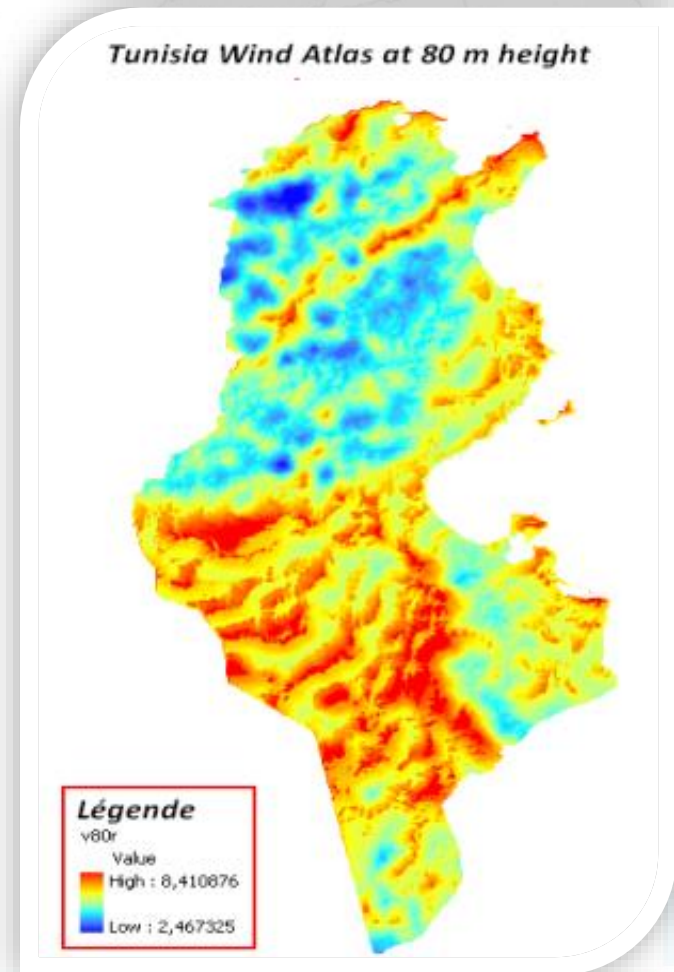 Tunisia Wind Atlas at 80 m height
Légende
v80r
Value
High : 8,410876
Low : 2,467325